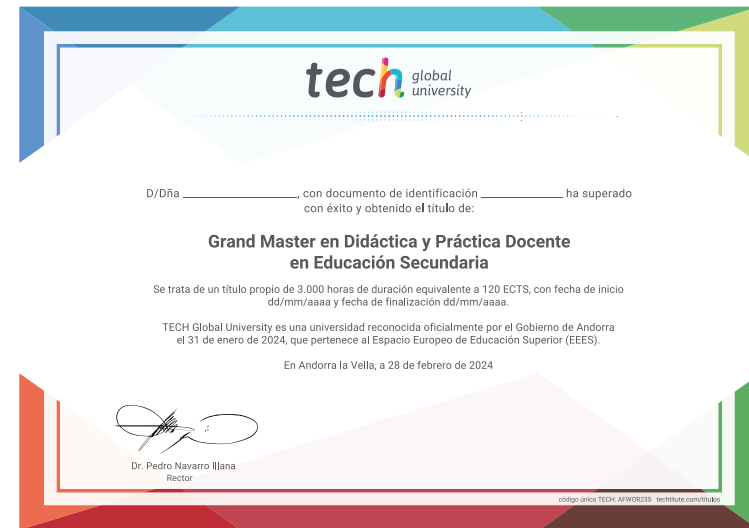 tech global university
D/Dña ____________________, con documento de identificación ______________ ha superado
con éxito y obtenido el título de:
Grand Master en Didáctica y Práctica Docente
en Educación Secundaria
Se trata de un título propio de 3.000 horas de duración equivalente a 120 ECTS, con fecha de inicio
dd/mm/aaaa y fecha de finalización dd/mm/aaaa.
TECH Global University es una universidad reconocida oficialmente por el Gobierno de Andorra
el 31 de enero de 2024, que pertenece al Espacio Europeo de Educación Superior (EEES).
En Andorra la Vella, a 28 de febrero de 2024
Dr. Pedro Navarro Illana
Rector
código único TECH: AFWOR23S techtitute.com/titulos